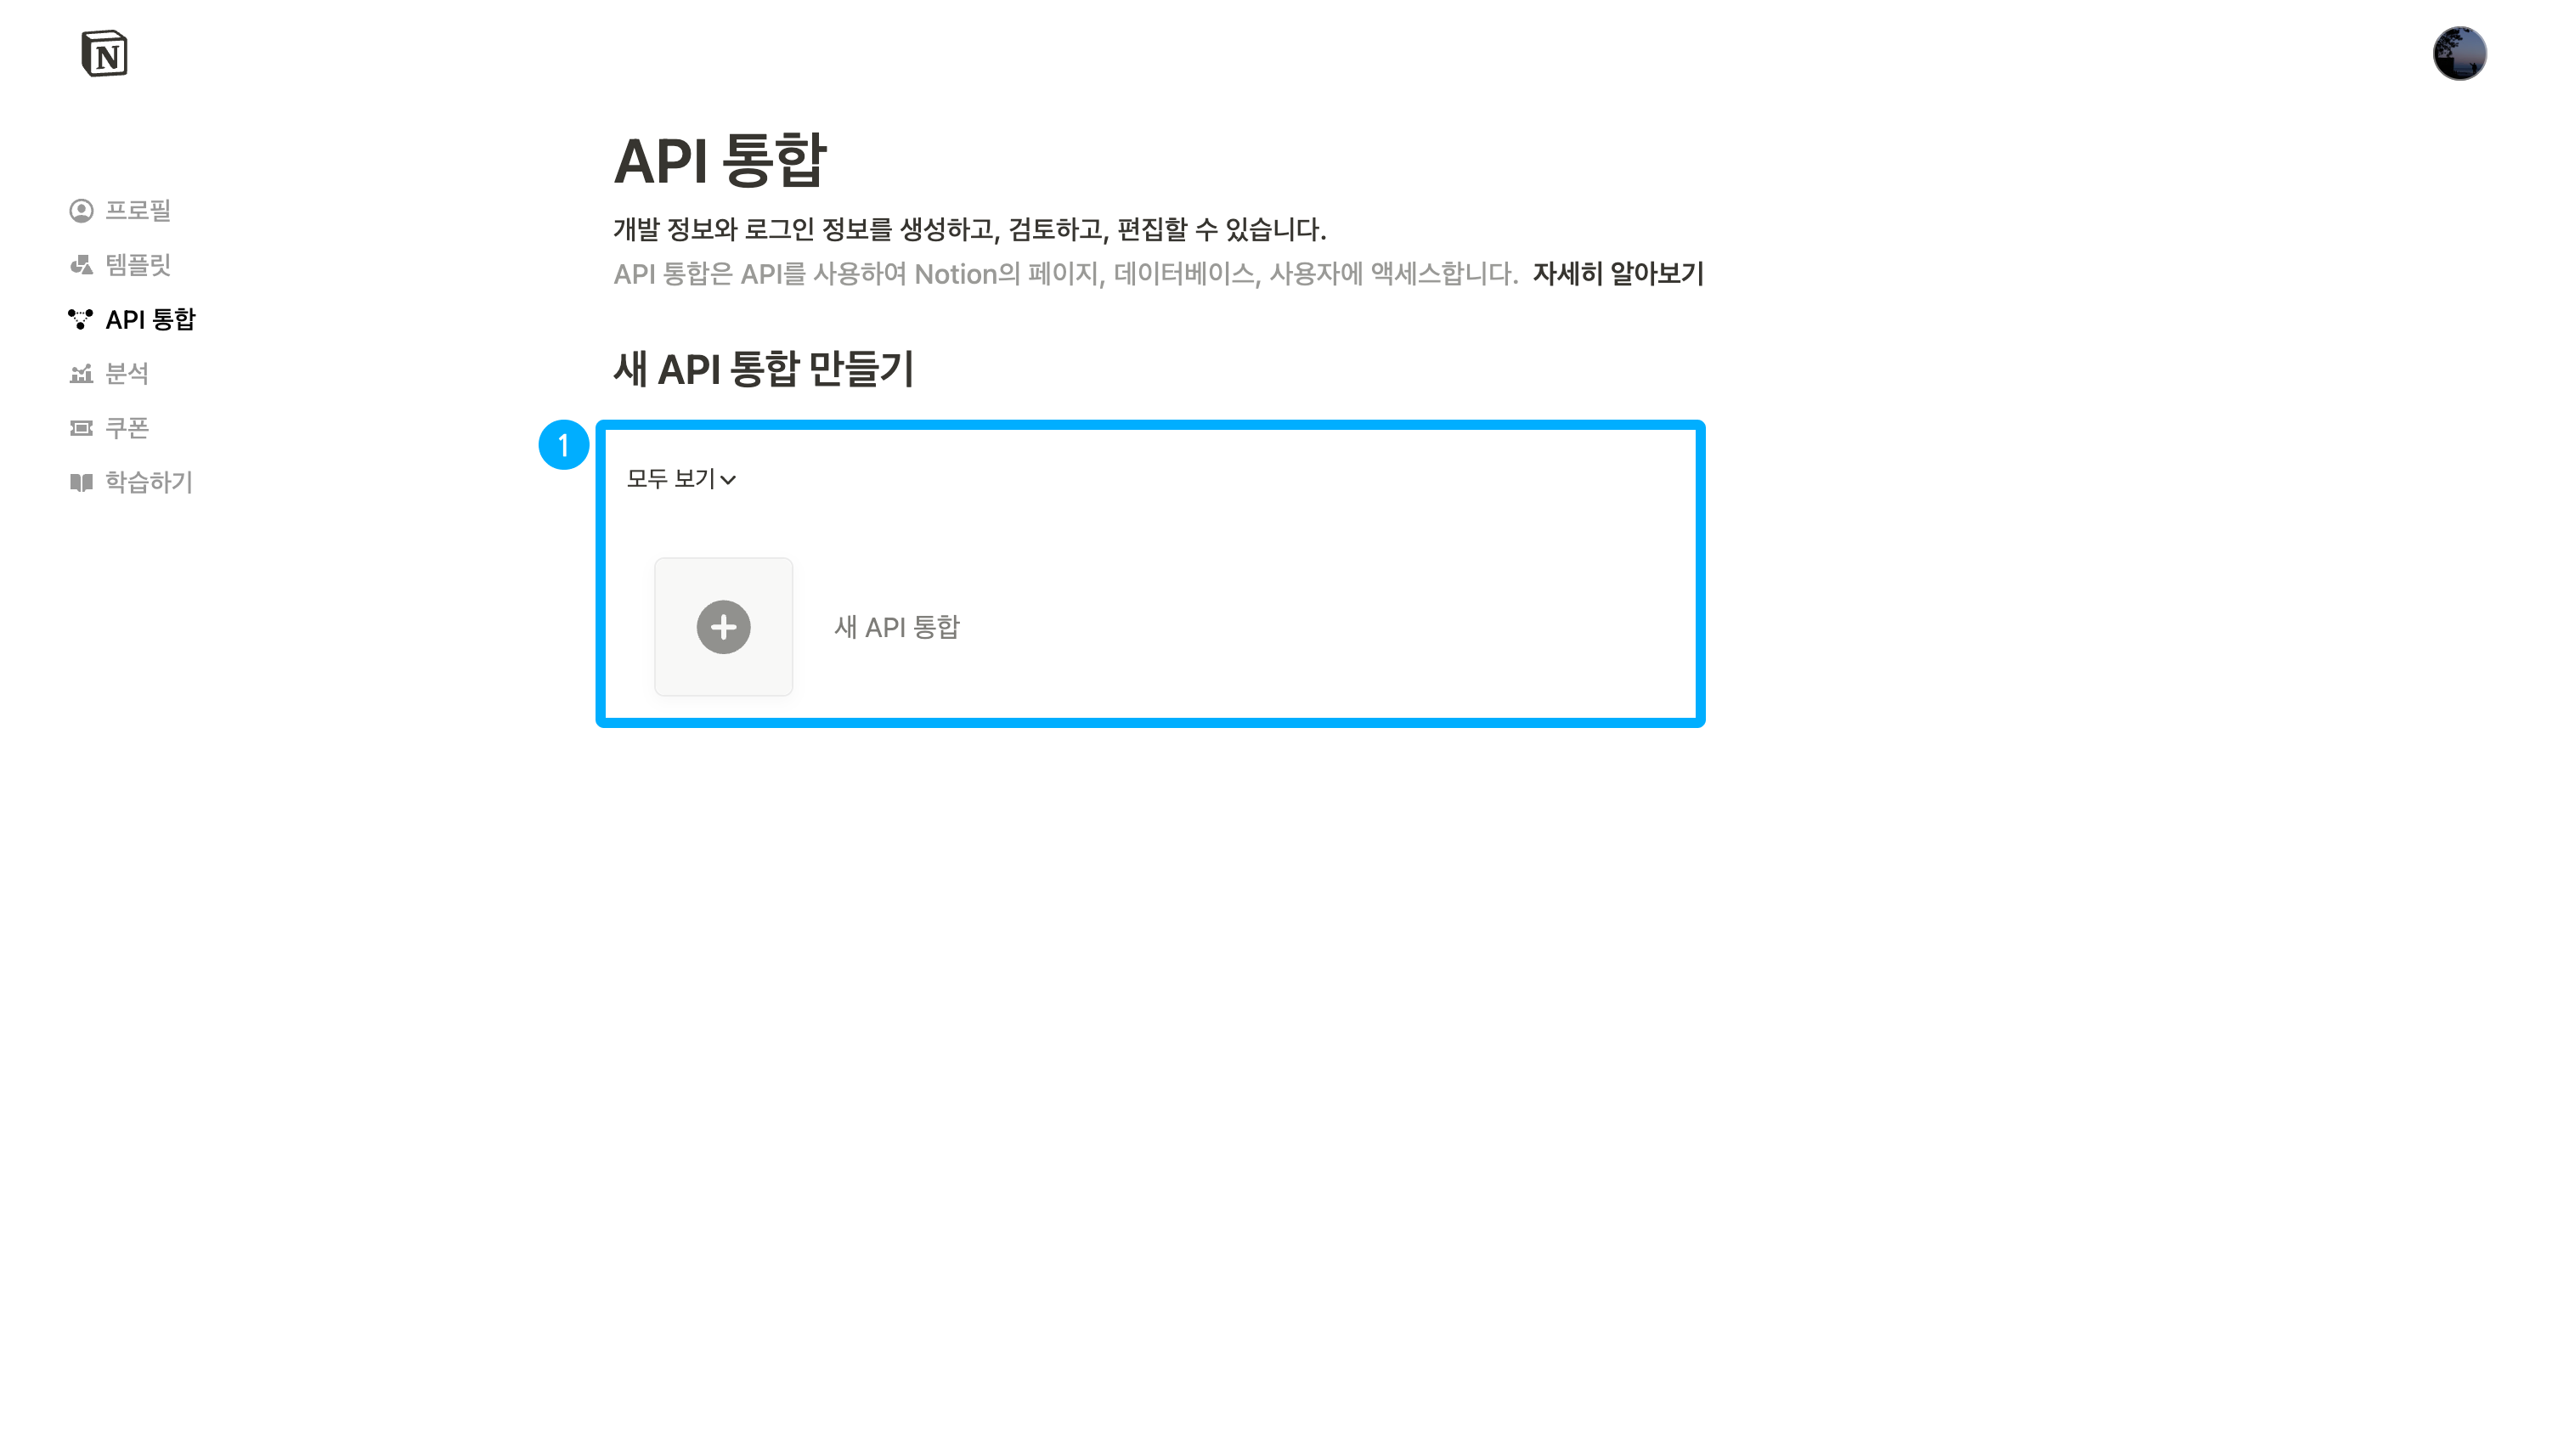 N
프로필
템플릿
API 통합
분석
쿠폰
학습하기
API 통합
개발 정보와 로그인 정보를 생성하고, 검토하고, 편집할 수 있습니다.
API 통합은 API를 사용하여 Notion의 페이지, 데이터베이스, 사용자에 액세스합니다. 자세히 알아보기
새 API 통합 만들기
1
모두 보기
새 API 통합